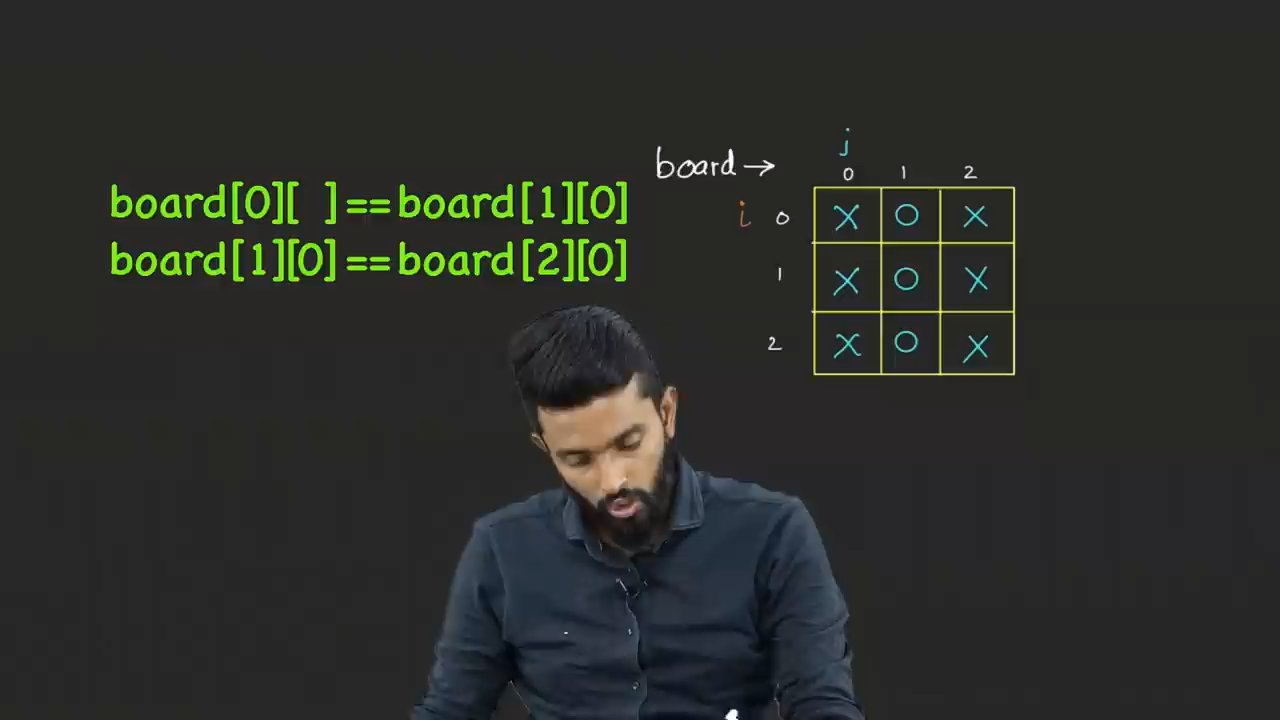 board[0][ ]==board[1][0]
board[1][0]==board[2][0]
board→
j
0 1 2
i 0 X O X
1 X O X
2 X O X